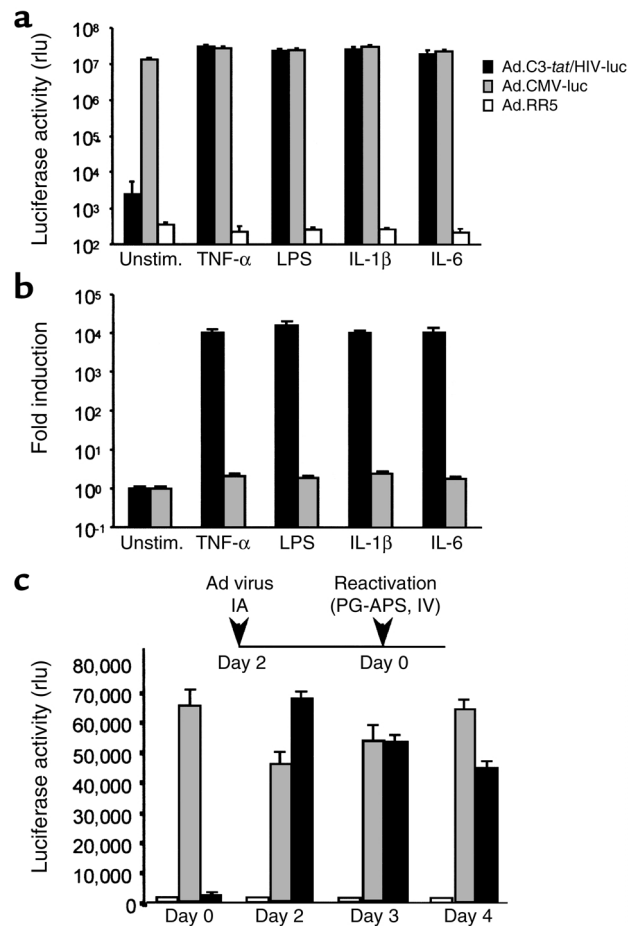 a
Luciferase activity (rlu)
10⁸
10⁷
10⁶
10⁵
10⁴
10³
10²
Unstim. TNF-α LPS IL-1β IL-6
Ad.C3-tat/HIV-luc
Ad.CMV-luc
Ad.RR5
b
Fold induction
10⁵
10⁴
10³
10²
10¹
10⁰
10⁻¹
Unstim. TNF-α LPS IL-1β IL-6
c
Ad virus Reactivation
IA (PG-APS, IV)
Day 2 Day 0
Luciferase activity (rlu)
80,000
70,000
60,000
50,000
40,000
30,000
20,000
10,000
0
Day 0 Day 2 Day 3 Day 4